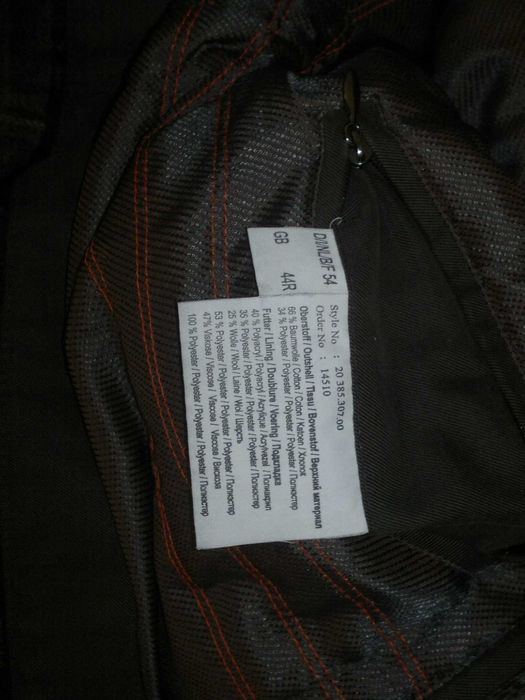 D/I/NL/B/F 54
GB 44R
Style No. : 20 385.307.00
Order No : 14510
Oberstoff / Outshell / Tissu / Bovenstof / Верхний материал
66 % Baumwolle / Cotton / Coton / Katoen / Хлопок
34 % Polyester / Polyester / Polyester / Polyester / Полиэстер
Futter / Lining / Doublure / Voering / Подкладка
40 % Polyacryl / Polyacryl / Acrylique / Acrylvezel / Полиакрил
35 % Polyester / Polyester / Polyester / Polyester / Полиэстер
25 % Wolle / Wool / Laine / Wol / Шерсть
53 % Polyester / Polyester / Polyester / Polyester / Полиэстер
47% Viskose / Viscose / Viscose / Viscose / Вискоза
100 % Polyester / Polyester / Polyester / Polyester / Полиэстер